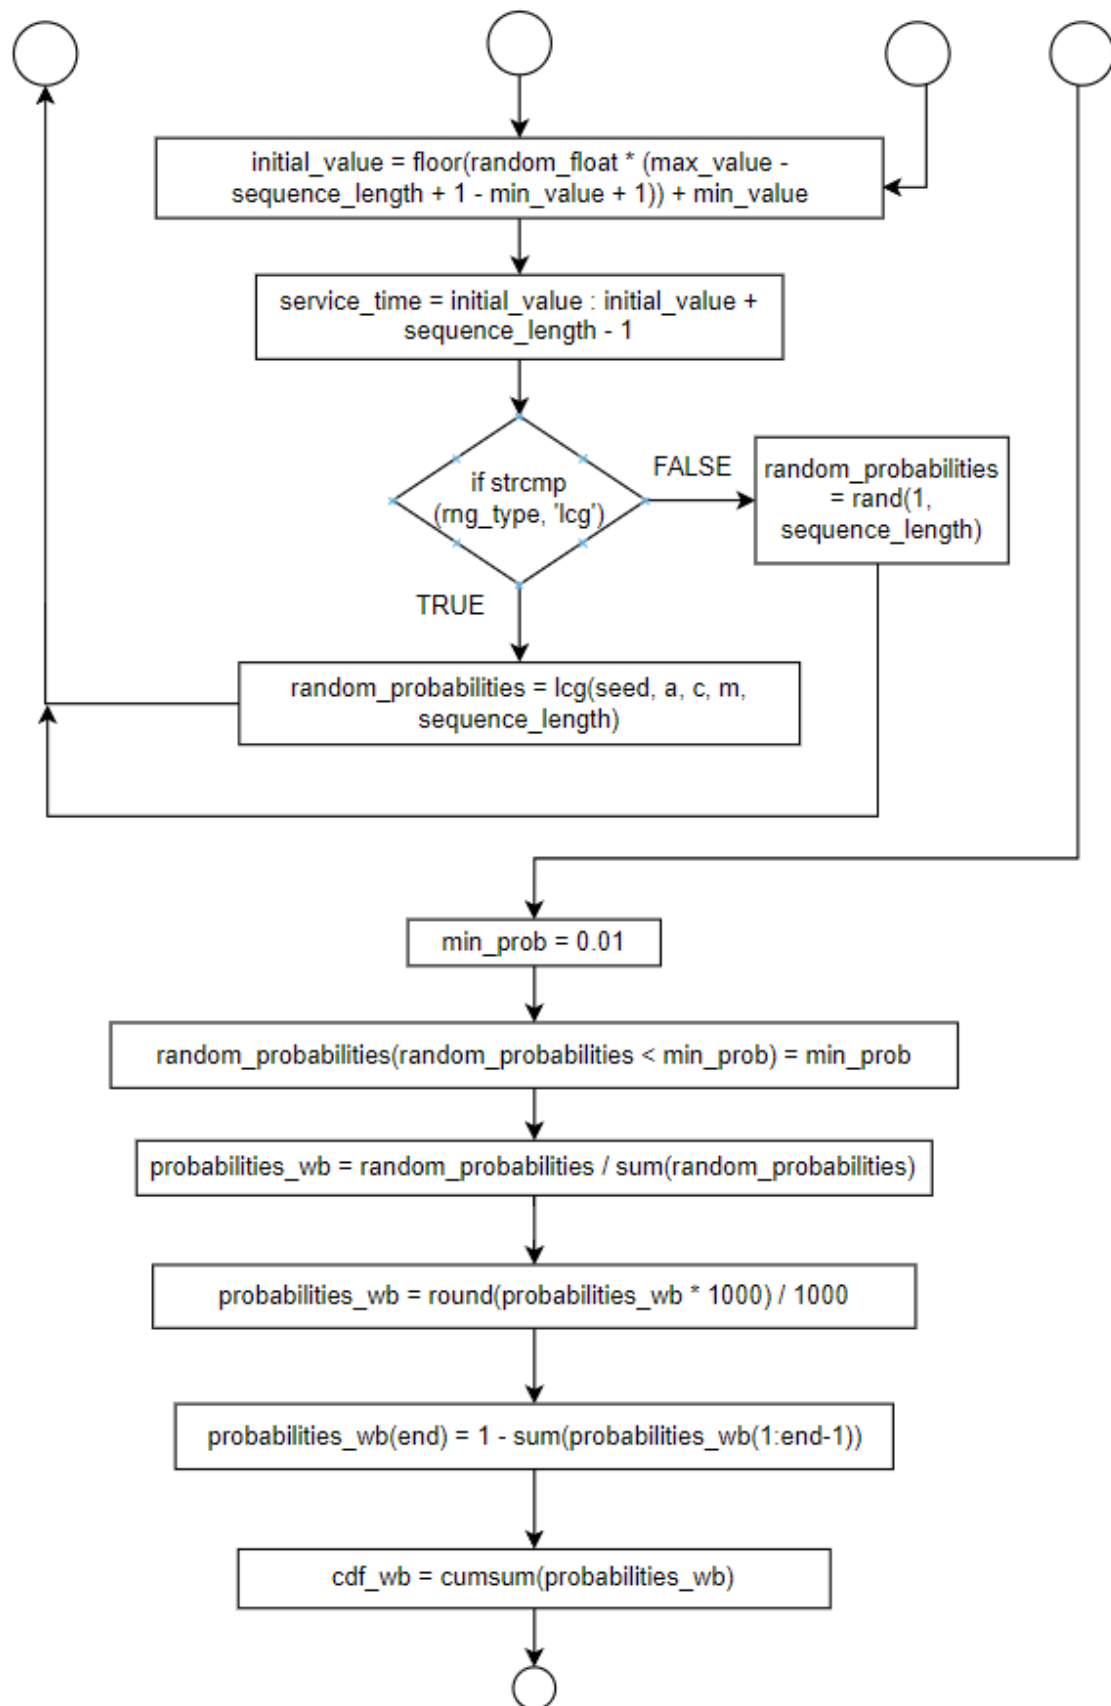 initial_value = floor(random_float * (max_value -
sequence_length + 1 - min_value + 1)) + min_value
service_time = initial_value : initial_value +
sequence_length - 1
if strcmp
(rng_type, 'lcg')
FALSE
random_probabilities
= rand(1,
sequence_length)
TRUE
random_probabilities = lcg(seed, a, c, m,
sequence_length)
min_prob = 0.01
random_probabilities(random_probabilities < min_prob) = min_prob
probabilities_wb = random_probabilities / sum(random_probabilities)
probabilities_wb = round(probabilities_wb * 1000) / 1000
probabilities_wb(end) = 1 - sum(probabilities_wb(1:end-1))
cdf_wb = cumsum(probabilities_wb)